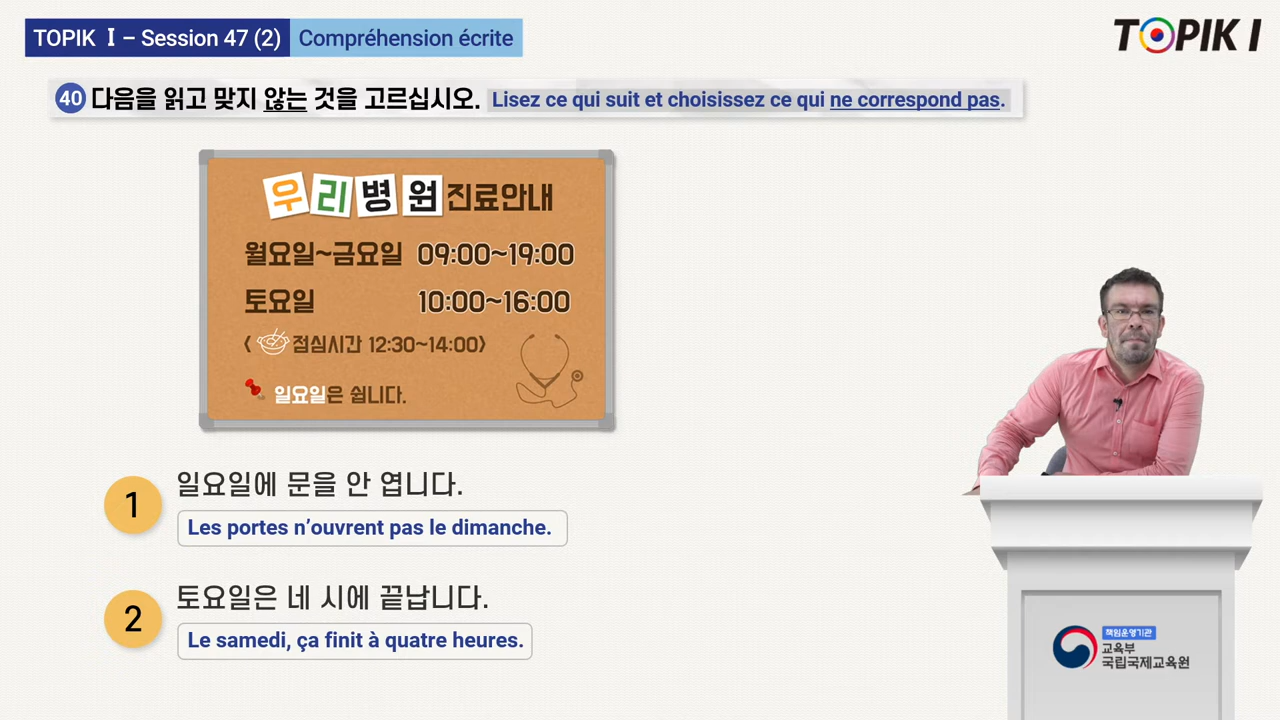 TOPIK Ⅰ – Session 47 (2) Compréhension écrite
TOPIK I
40 다음을 읽고 맞지 않는 것을 고르십시오. Lisez ce qui suit et choisissez ce qui ne correspond pas.
우리병원 진료안내
월요일~금요일 09:00~19:00
토요일 10:00~16:00
< 점심시간 12:30~14:00>
일요일은 쉽니다.
1 일요일에 문을 안 엽니다.
Les portes n’ouvrent pas le dimanche.
2 토요일은 네 시에 끝납니다.
Le samedi, ça finit à quatre heures.
책임운영기관
교육부
국립국제교육원